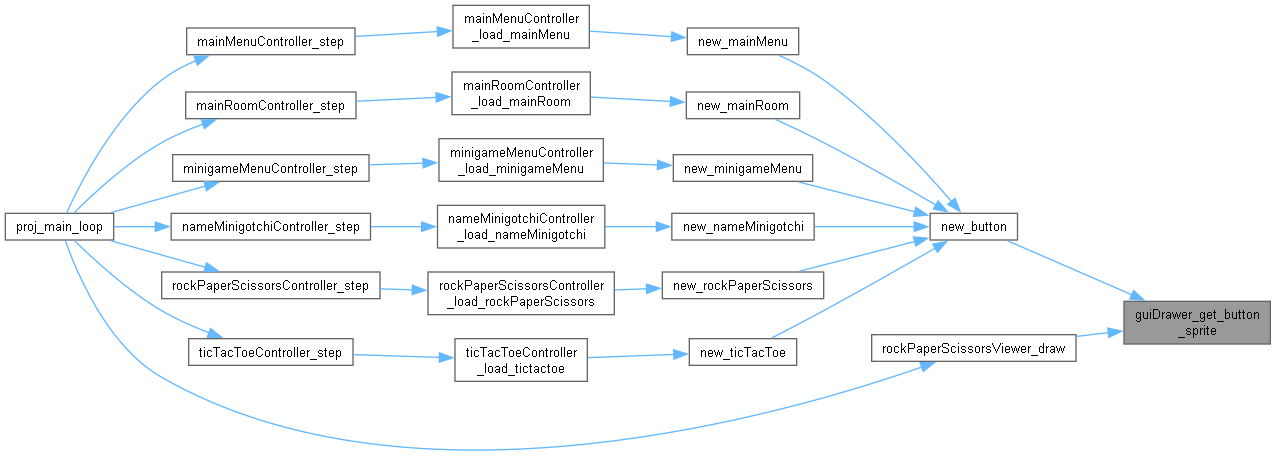 mainMenuController
_load_mainMenu
mainMenuController_step
new_mainMenu
mainRoomController
_load_mainRoom
mainRoomController_step
new_mainRoom
minigameMenuController
_load_minigameMenu
minigameMenuController_step
new_minigameMenu
nameMinigotchiController
_load_nameMinigotchi
proj_main_loop
nameMinigotchiController_step
new_nameMinigotchi
new_button
rockPaperScissorsController
_load_rockPaperScissors
rockPaperScissorsController_step
new_rockPaperScissors
guiDrawer_get_button
_sprite
ticTacToeController
_load_tictactoe
ticTacToeController_step
new_ticTacToe
rockPaperScissorsViewer_draw